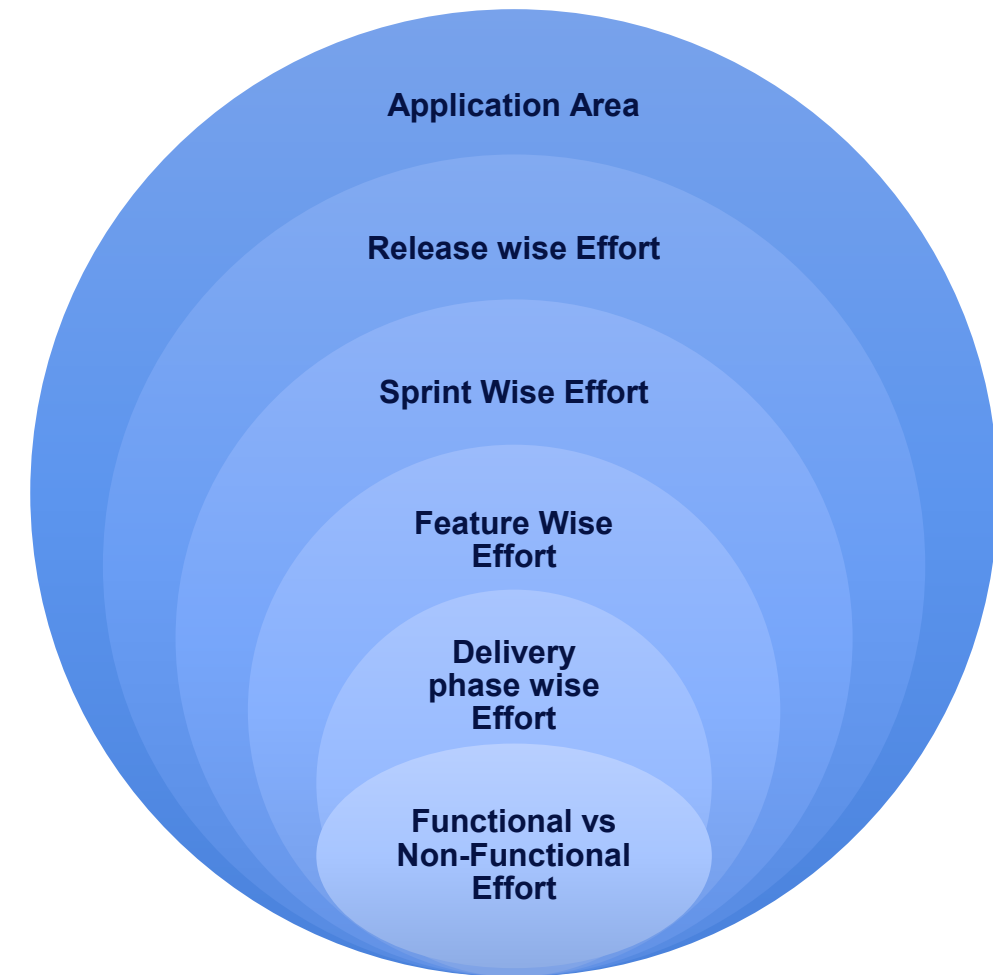 Application Area
Release wise Effort
Sprint Wise Effort
Feature Wise
Effort
Delivery
phase wise
Effort
Functional vs
Non-Functional
Effort